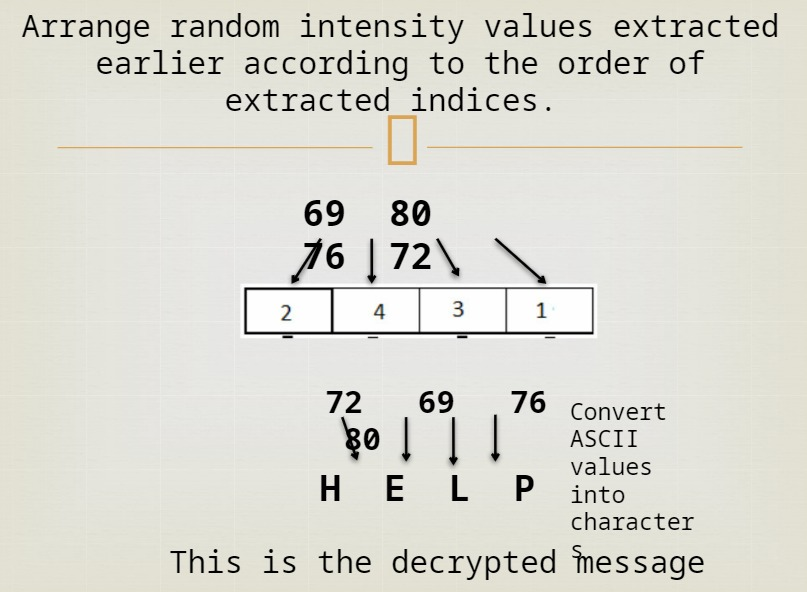 Arrange random intensity values extracted
earlier according to the order of
extracted indices.
69 80
76 72
2 4 3 1
72 69 76
80
H E L P
Convert
ASCII
values
into
character
s
This is the decrypted message